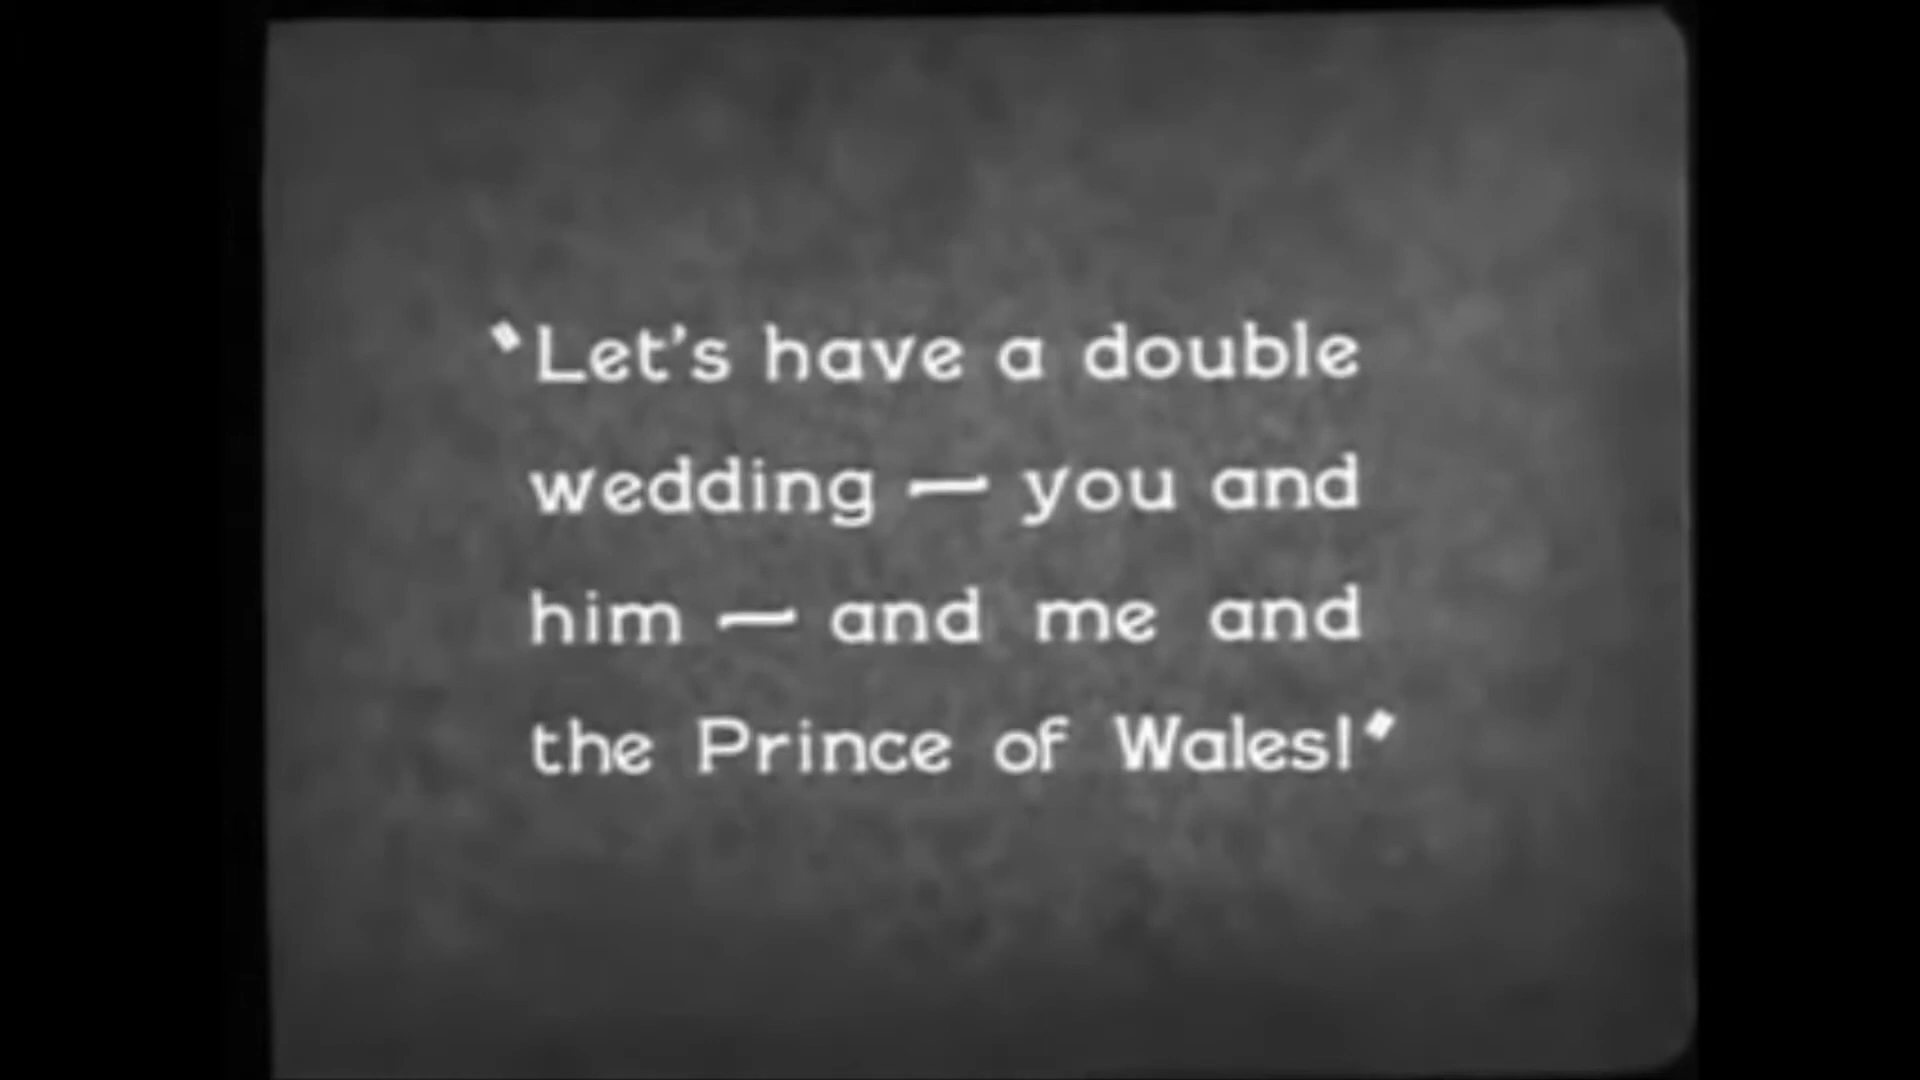 "Let's have a double
wedding — you and
him — and me and
the Prince of Wales!"